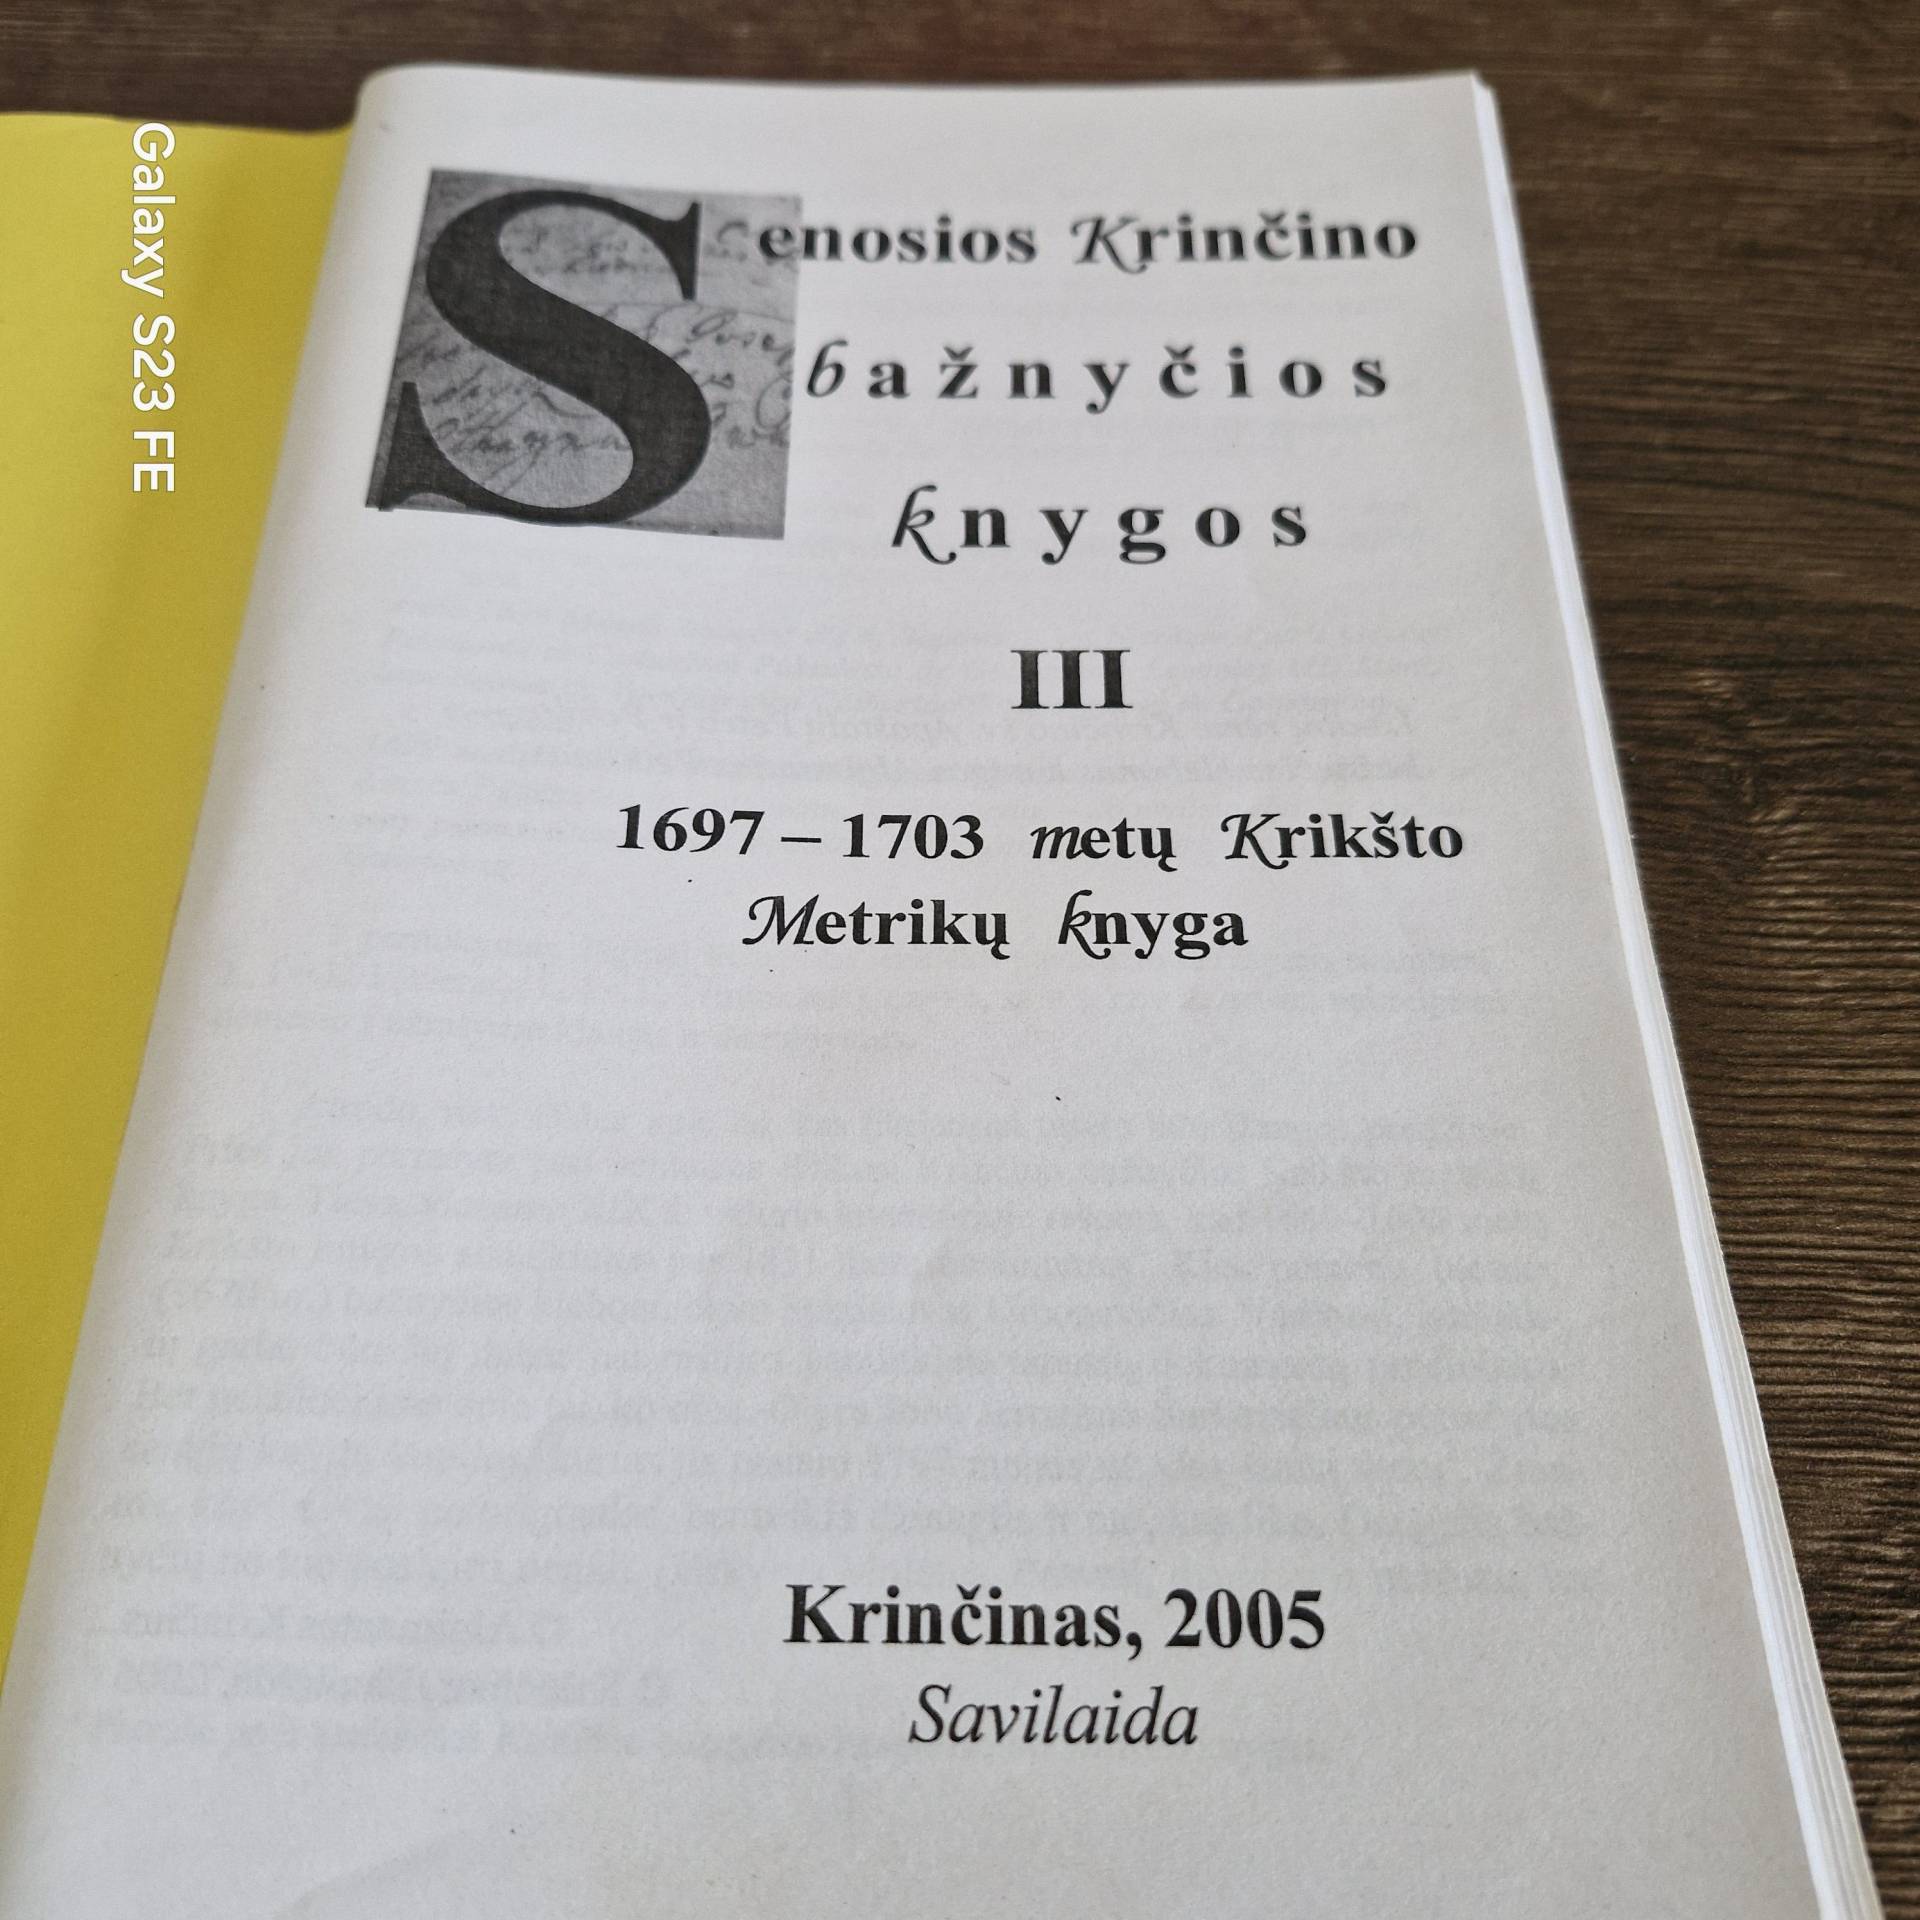 Senosios Krinčino
bažnyčios
knygos
III
1697 – 1703 metų Krikšto
Metrikų knyga
Krinčinas, 2005
Savilaida
Galaxy S23 FE